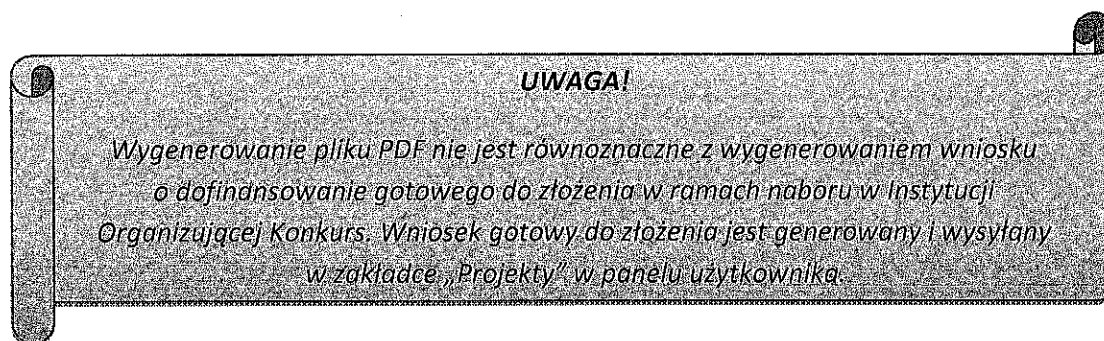 UWAGA!
Wygenerowanie pliku PDF nie jest równoznaczne z wygenerowaniem wniosku
o dofinansowanie gotowego do złożenia w ramach naboru w Instytucji
Organizującej Konkurs. Wniosek gotowy do złożenia jest generowany i wysyłany
w zakładce „Projekty" w panelu użytkownika.